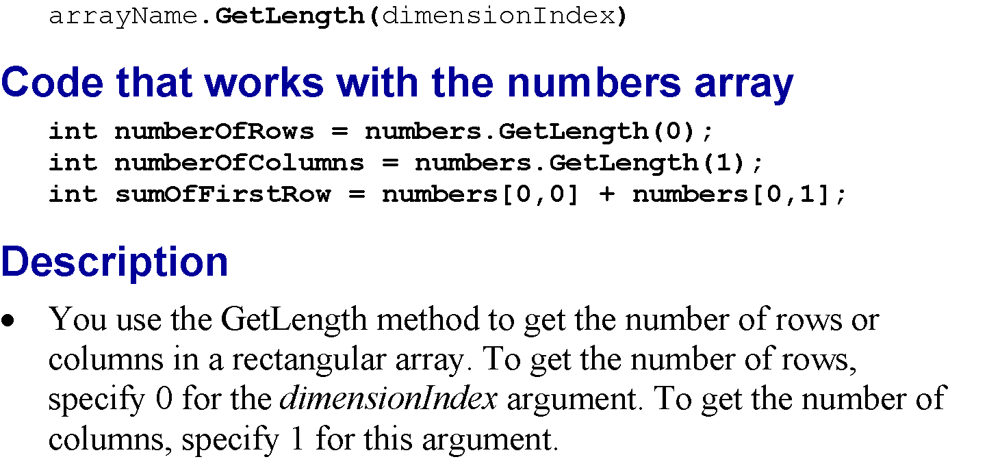 arrayName.GetLength(dimensionIndex)
Code that works with the numbers array
int numberOfRows = numbers.GetLength(0);
int numberOfColumns = numbers.GetLength(1);
int sumOfFirstRow = numbers[0,0] + numbers[0,1];
Description
• You use the GetLength method to get the number of rows or
columns in a rectangular array. To get the number of rows,
specify 0 for the dimensionIndex argument. To get the number of
columns, specify 1 for this argument.